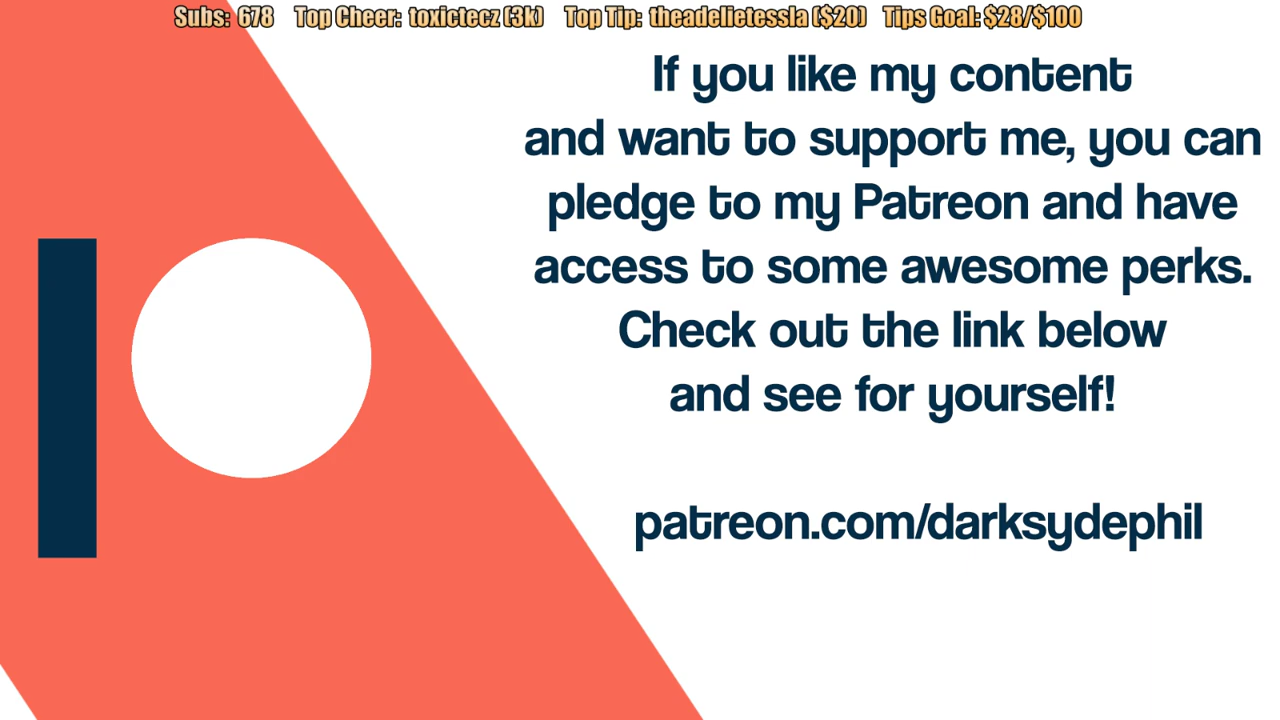 Subs: 678 Top Cheer: toxictecz (3k) Top Tip: theadelietessla ($20) Tips Goal: $28/$100
If you like my content
and want to support me, you can
pledge to my Patreon and have
access to some awesome perks.
Check out the link below
and see for yourself!
patreon.com/darksydephil